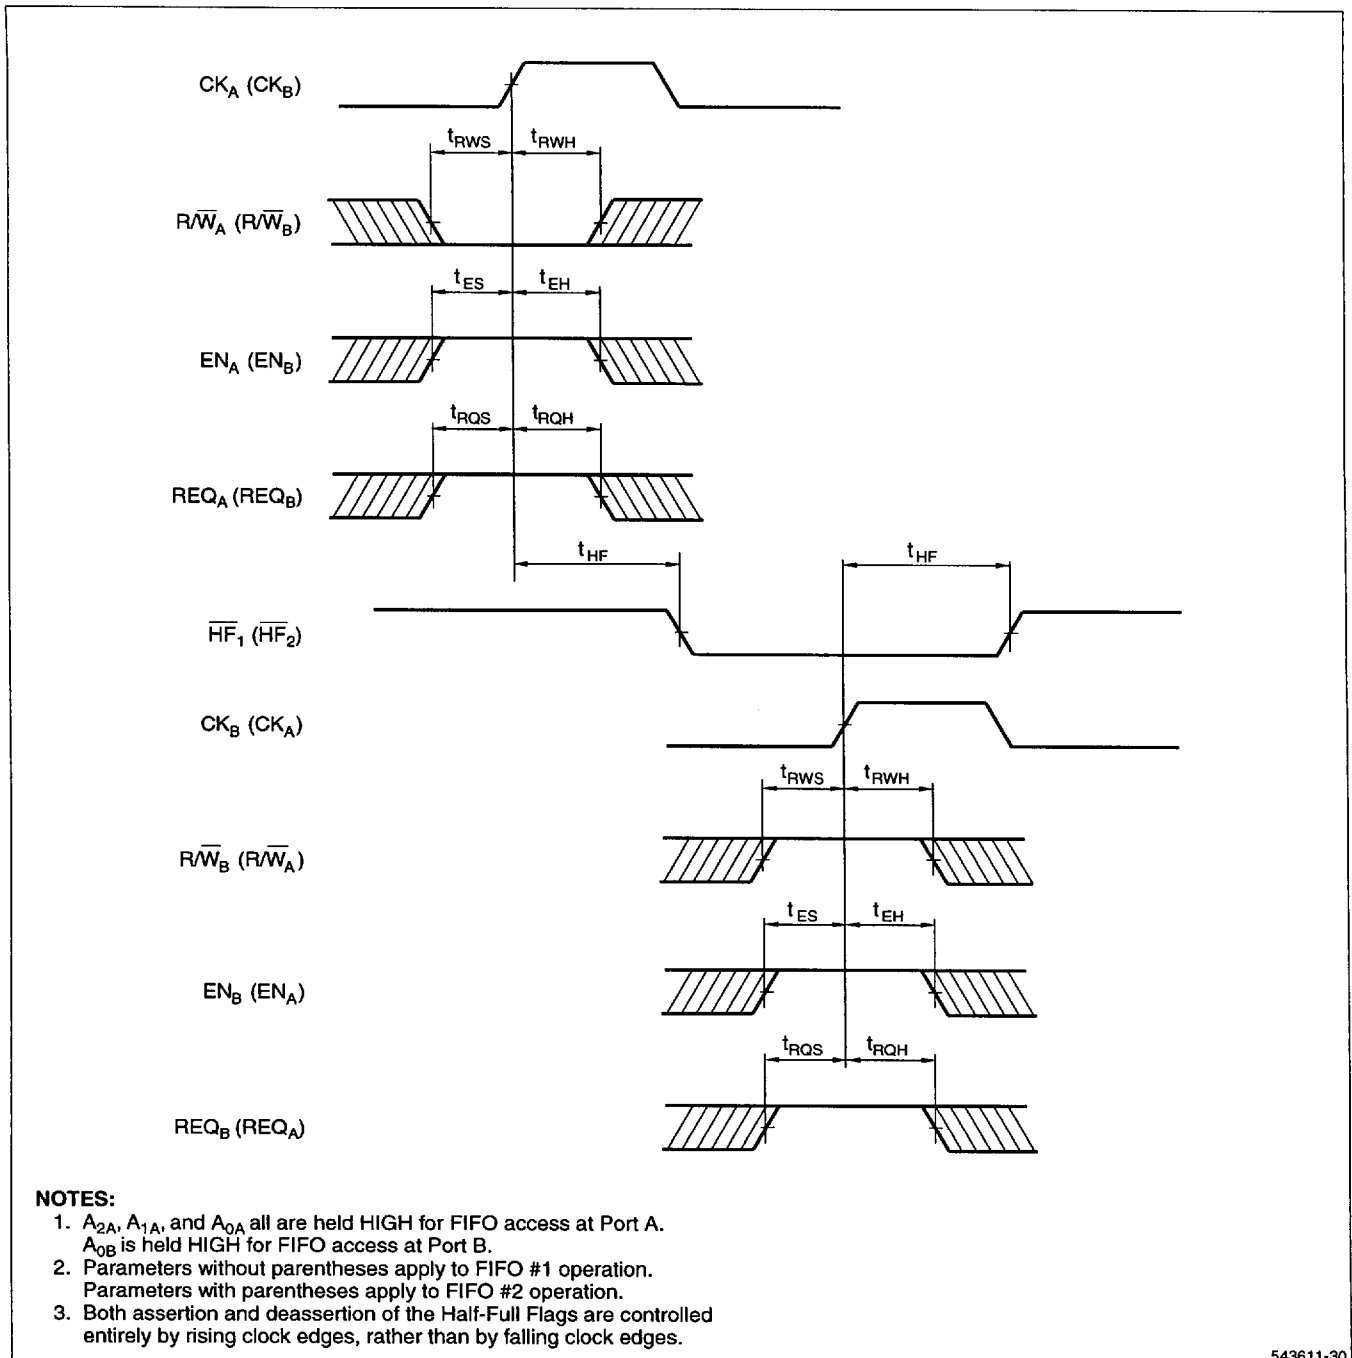 CKA (CKB)
tRWS tRWH
R/W̅A (R/W̅B)
tES tEH
ENA (ENB)
tRQS tRQH
REQA (REQB)
tHF tHF
H̅F̅1 (H̅F̅2)
CKB (CKA)
tRWS tRWH
R/W̅B (R/W̅A)
tES tEH
ENB (ENA)
tRQS tRQH
REQB (REQA)
NOTES:
1. A2A, A1A, and A0A all are held HIGH for FIFO access at Port A.
A0B is held HIGH for FIFO access at Port B.
2. Parameters without parentheses apply to FIFO #1 operation.
Parameters with parentheses apply to FIFO #2 operation.
3. Both assertion and deassertion of the Half-Full Flags are controlled
entirely by rising clock edges, rather than by falling clock edges.
543611-30